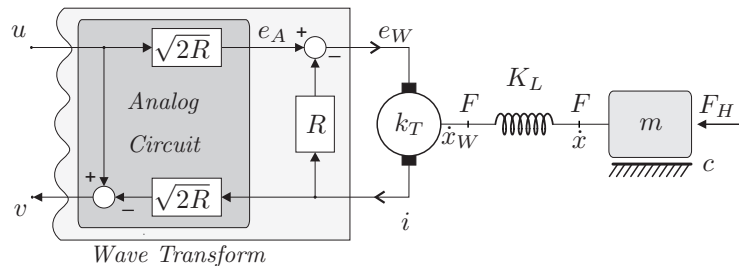 u
√2R
e_A
+
−
e_W
Analog
Circuit
R
k_T
F
ẋ_W
K_L
F
ẋ
m
F_H
c
+
−
√2R
v
i
Wave Transform